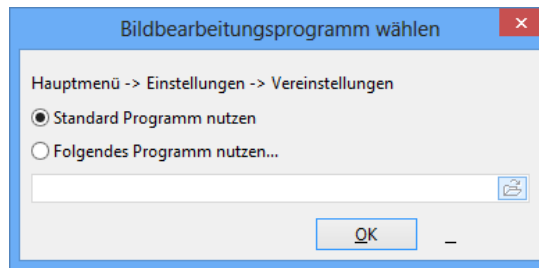 Bildbearbeitungsprogramm wählen
Hauptmenü -> Einstellungen -> Vereinstellungen
Standard Programm nutzen
Folgendes Programm nutzen...
OK